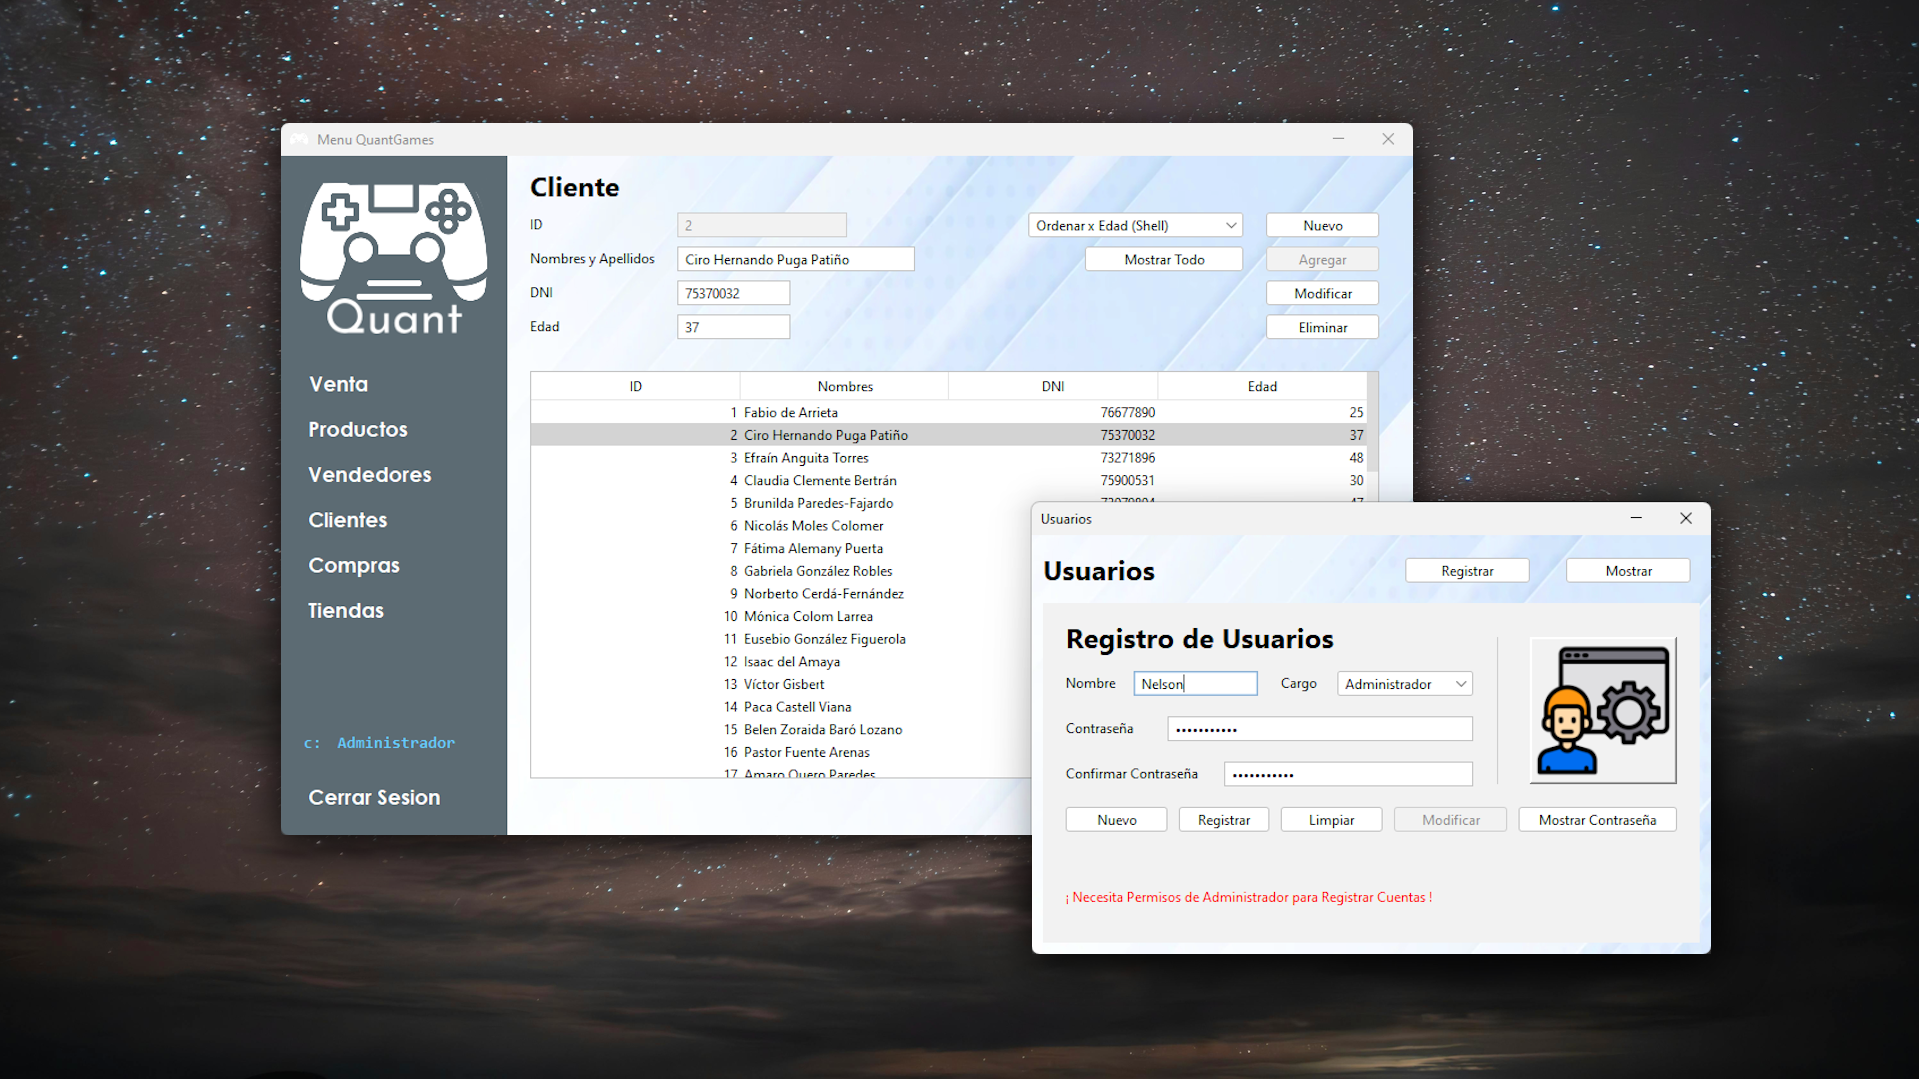 Menu QuantGames
Quant
Venta
Productos
Vendedores
Clientes
Compras
Tiendas
c: Administrador
Cerrar Sesion
Cliente
ID 2 Ordenar x Edad (Shell) Nuevo
Nombres y Apellidos Ciro Hernando Puga Patiño Mostrar Todo Agregar
DNI 75370032 Modificar
Edad 37 Eliminar
ID Nombres DNI Edad
1 Fabio de Arrieta 76677890 25
2 Ciro Hernando Puga Patiño 75370032 37
3 Efraín Anguita Torres 73271896 48
4 Claudia Clemente Bertrán 75900531 30
5 Brunilda Paredes-Fajardo
6 Nicolás Moles Colomer
7 Fátima Alemany Puerta
8 Gabriela González Robles
9 Norberto Cerdá-Fernández
10 Mónica Colom Larrea
11 Eusebio González Figuerola
12 Isaac del Amaya
13 Víctor Gisbert
14 Paca Castell Viana
15 Belen Zoraida Baró Lozano
16 Pastor Fuente Arenas
17 Amaro Quero Paredes
Usuarios
Usuarios Registrar Mostrar
Registro de Usuarios
Nombre Nelson Cargo Administrador
Contraseña •••••••••••
Confirmar Contraseña •••••••••••
Nuevo Registrar Limpiar Modificar Mostrar Contraseña
¡ Necesita Permisos de Administrador para Registrar Cuentas !